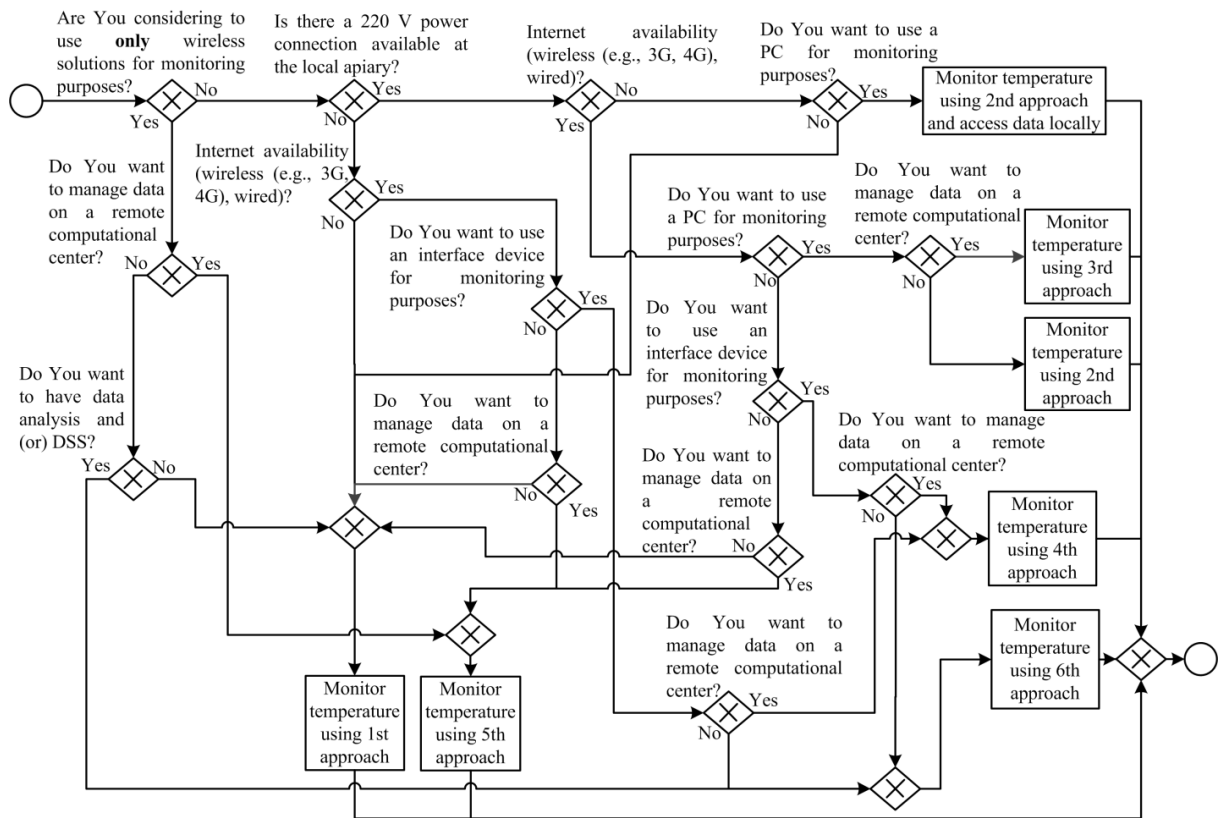 Are You considering to
use only wireless
solutions for monitoring
purposes?
No
Yes
Is there a 220 V power
connection available at
the local apiary?
Yes
No
Internet availability
(wireless (e.g., 3G, 4G),
wired)?
No
Yes
Do You want to use a
PC for monitoring
purposes?
Yes
No
Monitor temperature
using 2nd approach
and access data locally
Do You want
to manage data
on a remote
computational
center?
No
Yes
Internet availability
(wireless (e.g., 3G,
4G), wired)?
Yes
No
Do You want to use
an interface device
for monitoring
purposes?
Yes
No
Do You want to use
a PC for monitoring
purposes?
Yes
No
Do You want to
manage data on a
remote computational
center?
Yes
No
Monitor
temperature
using 3rd
approach
Monitor
temperature
using 2nd
approach
Do You want
to use an
interface device
for monitoring
purposes?
Yes
No
Do You want
to have data
analysis and
(or) DSS?
Yes
No
Do You want to
manage data on a
remote computational
center?
No
Yes
Do You want
to manage data
on a
remote
computational
center?
No
Yes
Do You want to manage
data on a remote
computational center?
Yes
No
Monitor
temperature
using 4th
approach
Do You want to
manage data on a
remote computational
center?
Yes
No
Monitor
temperature
using 6th
approach
Monitor
temperature
using 1st
approach
Monitor
temperature
using 5th
approach